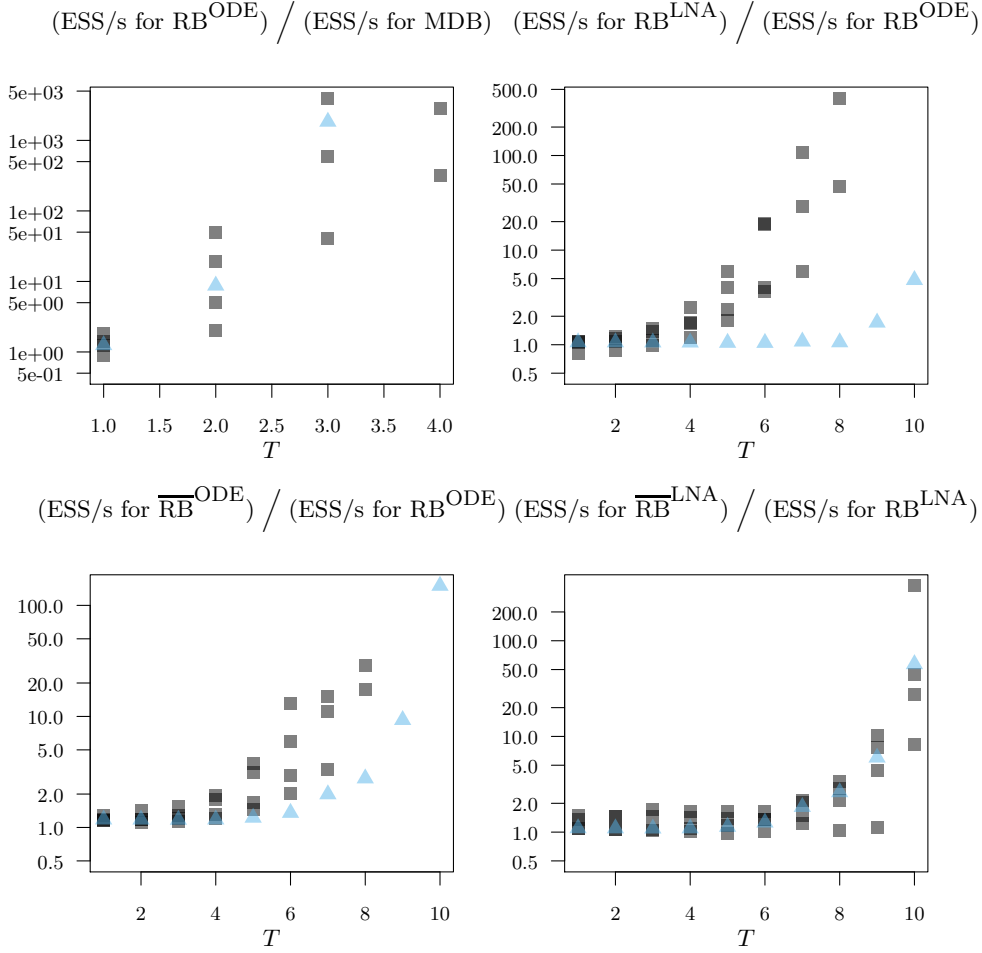 (ESS/s for RB^ODE) / (ESS/s for MDB)
5e+03
1e+03
5e+02
1e+02
5e+01
1e+01
5e+00
1e+00
5e-01
1.0 1.5 2.0 2.5 3.0 3.5 4.0
T
(ESS/s for RB^LNA) / (ESS/s for RB^ODE)
500.0
200.0
100.0
50.0
20.0
10.0
5.0
2.0
1.0
0.5
2 4 6 8 10
T
(ESS/s for R̅B̅^ODE) / (ESS/s for RB^ODE)
100.0
50.0
20.0
10.0
5.0
2.0
1.0
0.5
2 4 6 8 10
T
(ESS/s for R̅B̅^LNA) / (ESS/s for RB^LNA)
200.0
100.0
50.0
20.0
10.0
5.0
2.0
1.0
0.5
2 4 6 8 10
T